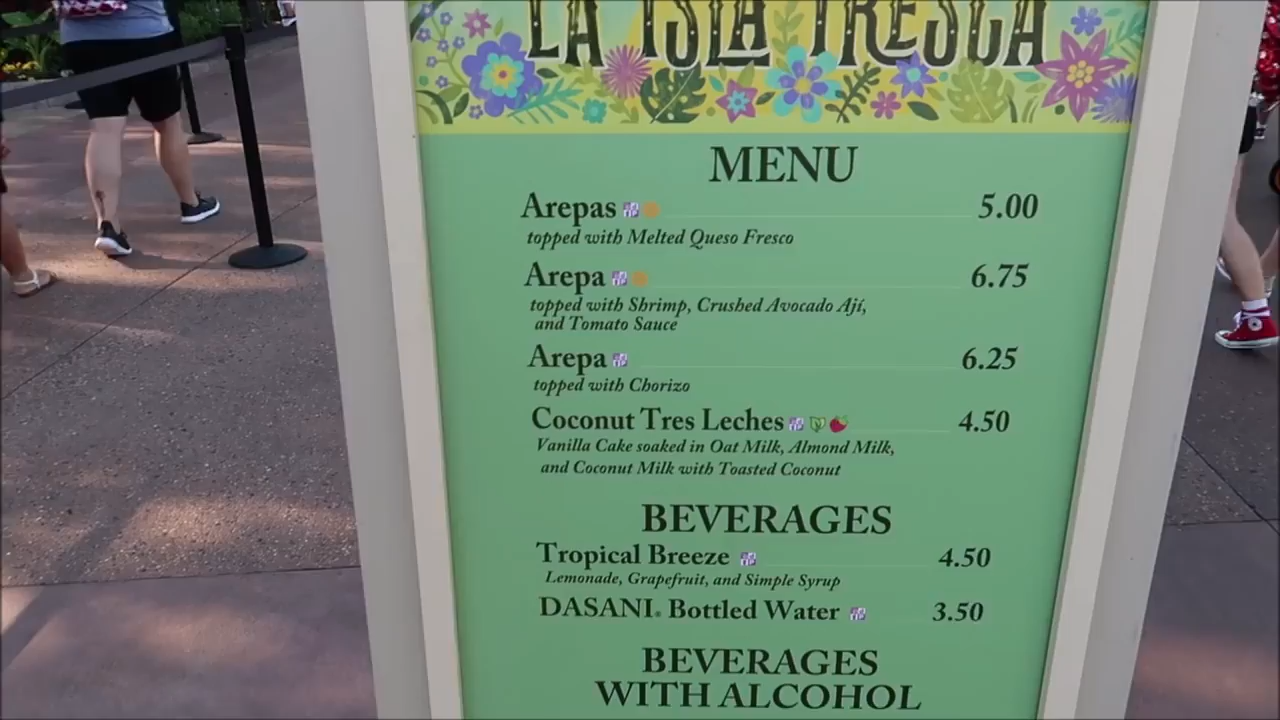 LA ISLA FRESCA
MENU
Arepas 5.00
topped with Melted Queso Fresco
Arepa 6.75
topped with Shrimp, Crushed Avocado Ají,
and Tomato Sauce
Arepa 6.25
topped with Chorizo
Coconut Tres Leches 4.50
Vanilla Cake soaked in Oat Milk, Almond Milk,
and Coconut Milk with Toasted Coconut
BEVERAGES
Tropical Breeze 4.50
Lemonade, Grapefruit, and Simple Syrup
DASANI® Bottled Water 3.50
BEVERAGES
WITH ALCOHOL